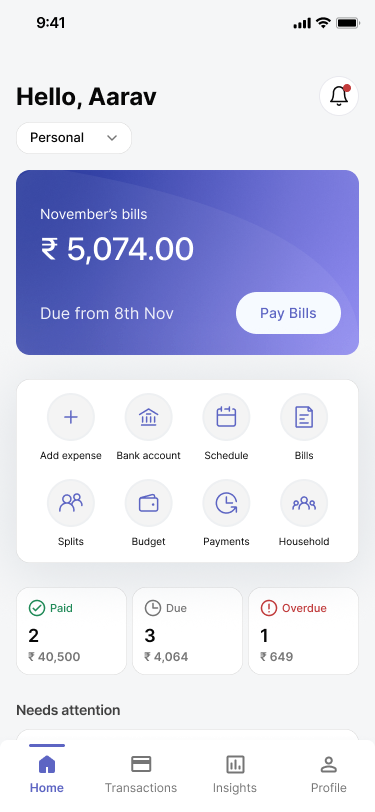 9:41
Hello, Aarav
Personal
November's bills
₹ 5,074.00
Due from 8th Nov
Pay Bills
Add expense
Bank account
Schedule
Bills
Splits
Budget
Payments
Household
Paid
2
₹ 40,500
Due
3
₹ 4,064
Overdue
1
₹ 649
Needs attention
Home
Transactions
Insights
Profile